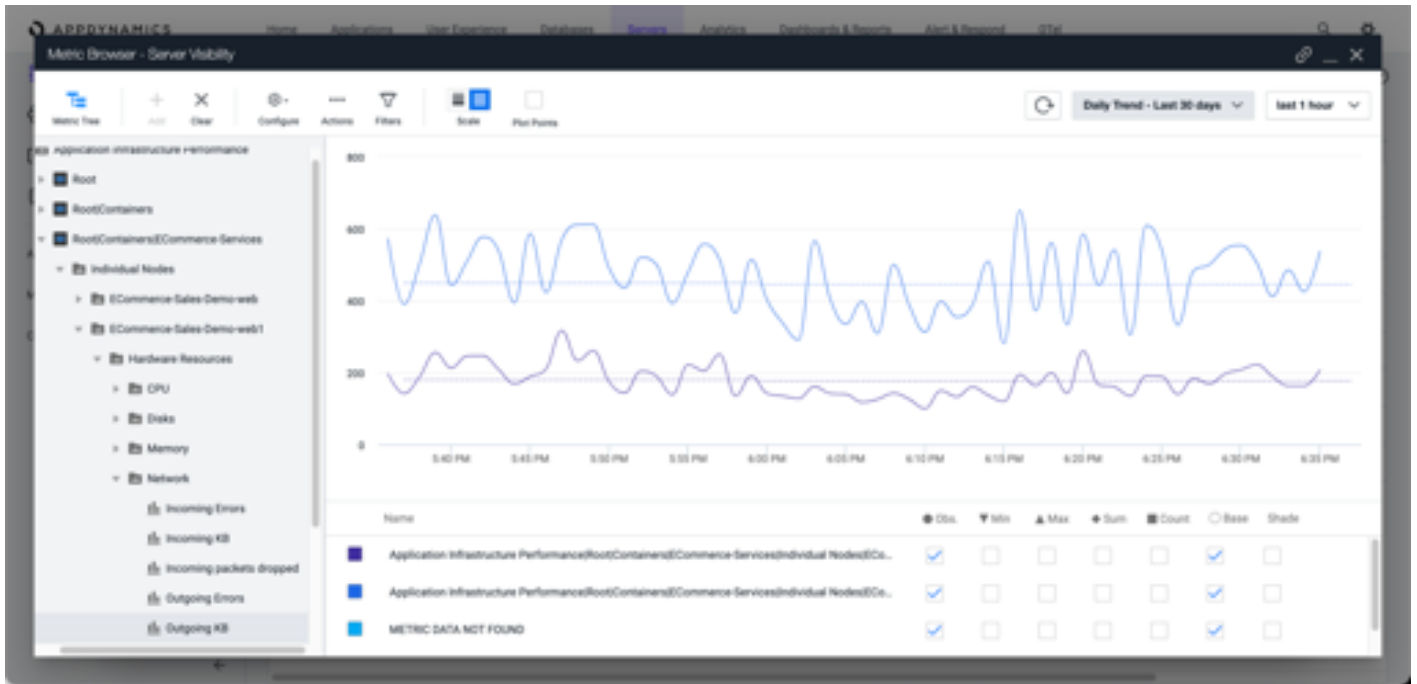 APPDYNAMICS
Home Applications User Experience Databases Servers Analytics Dashboards & Reports Alert & Respond OTel
Metric Browser - Server Visibility
Metric Tree Add Clear Configure Actions Filters Scale Plot Points Daily Trend - Last 30 days last 1 hour
Application Infrastructure Performance
Root
Root|Containers
Root|Containers|ECommerce-Services
Individual Nodes
ECommerce-Sales-Demo-web
ECommerce-Sales-Demo-web1
Hardware Resources
CPU
Disks
Memory
Network
Incoming Errors
Incoming KB
Incoming packets dropped
Outgoing Errors
Outgoing KB
800
600
400
200
0
5:40 PM 5:45 PM 5:50 PM 5:55 PM 6:00 PM 6:05 PM 6:10 PM 6:15 PM 6:20 PM 6:25 PM 6:30 PM 6:35 PM
Name Obs. Min Max Sum Count Base Shade
Application Infrastructure Performance|Root|Containers|ECommerce-Services|Individual Nodes|ECo...
Application Infrastructure Performance|Root|Containers|ECommerce-Services|Individual Nodes|ECo...
METRIC DATA NOT FOUND